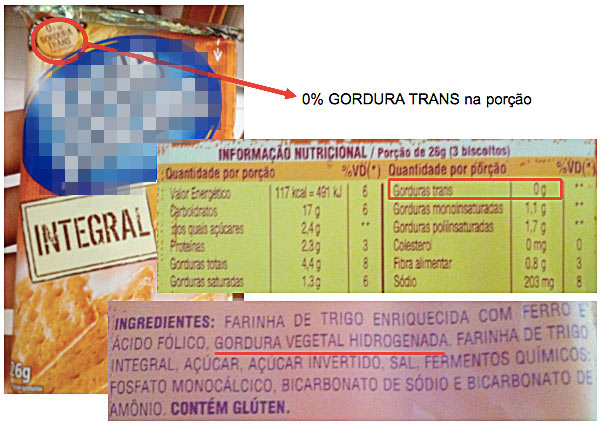 0% DE
GORDURA
TRANS
0% GORDURA TRANS na porção
INTEGRAL
26g
INFORMAÇÃO NUTRICIONAL / Porção de 26g (3 biscoitos)
Quantidade por porção %VD(*) Quantidade por porção %VD(*)
Valor Energético 117 kcal = 491 kJ 6 Gorduras trans 0 g **
Carboidratos 17 g 6 Gorduras monoinsaturadas 1,1 g **
dos quais açúcares 2,4 g ** Gorduras poliinsaturadas 1,7 g **
Proteínas 2,3 g 3 Colesterol 0 mg 0
Gorduras totais 4,4 g 8 Fibra alimentar 0,8 g 3
Gorduras saturadas 1,3 g 6 Sódio 203 mg 8
INGREDIENTES: FARINHA DE TRIGO ENRIQUECIDA COM FERRO E
ÁCIDO FÓLICO, GORDURA VEGETAL HIDROGENADA, FARINHA DE TRIGO
INTEGRAL, AÇÚCAR, AÇÚCAR INVERTIDO, SAL, FERMENTOS QUÍMICOS:
FOSFATO MONOCÁLCICO, BICARBONATO DE SÓDIO E BICARBONATO DE
AMÔNIO. CONTÉM GLÚTEN.